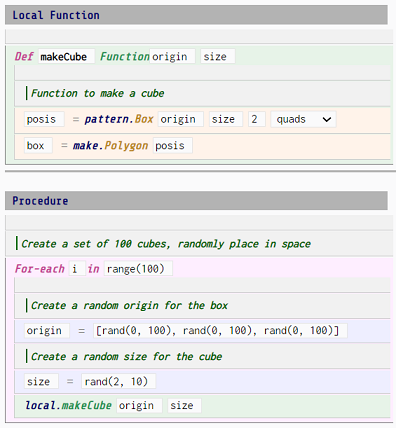 Local Function
Def makeCube Function origin size
Function to make a cube
posis = pattern.Box origin size 2 quads
box = make.Polygon posis
Procedure
Create a set of 100 cubes, randomly place in space
For-each i in range(100)
Create a random origin for the box
origin = [rand(0, 100), rand(0, 100), rand(0, 100)]
Create a random size for the cube
size = rand(2, 10)
local.makeCube origin size